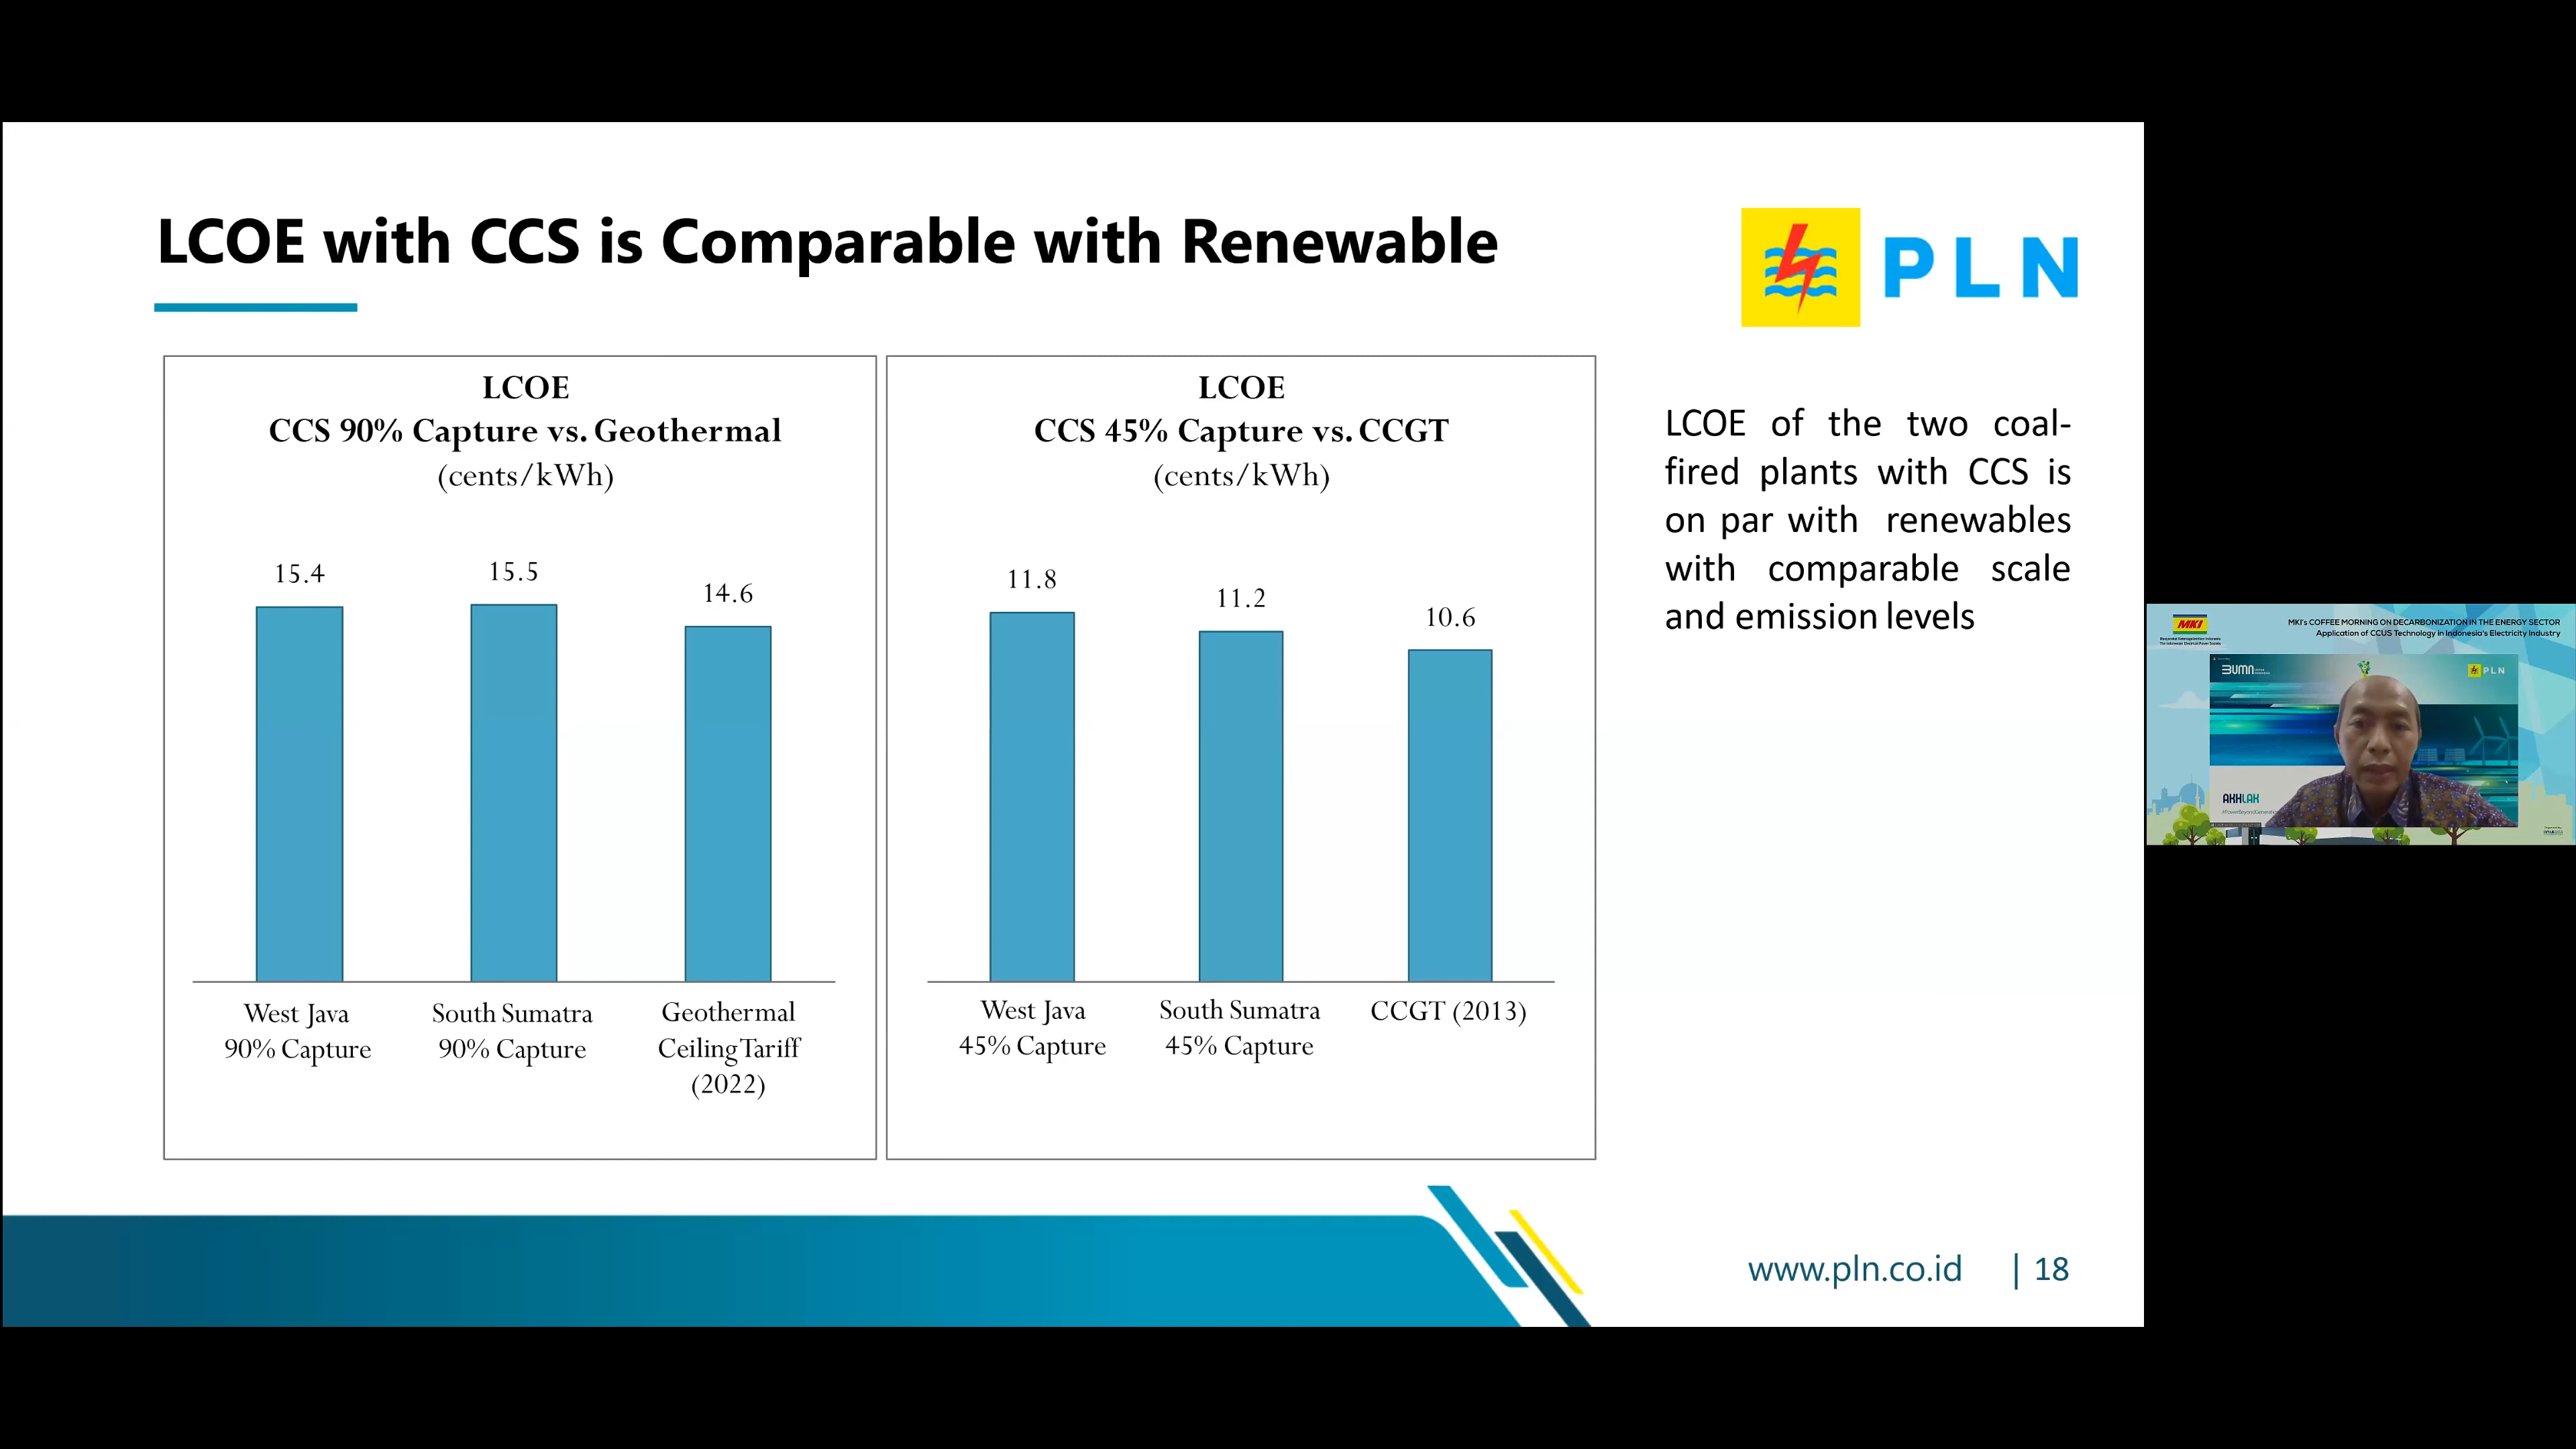 LCOE with CCS is Comparable with Renewable
PLN
LCOE
CCS 90% Capture vs. Geothermal
(cents/kWh)
15.4
15.5
14.6
West Java
90% Capture
South Sumatra
90% Capture
Geothermal
Ceiling Tariff
(2022)
LCOE
CCS 45% Capture vs. CCGT
(cents/kWh)
11.8
11.2
10.6
West Java
45% Capture
South Sumatra
45% Capture
CCGT (2013)
LCOE of the two coal-
fired plants with CCS is
on par with renewables
with comparable scale
and emission levels
www.pln.co.id | 18
MKI
MKI's COFFEE MORNING ON DECARBONIZATION IN THE ENERGY SECTOR
Application of CCUS Technology in Indonesia's Electricity Industry
BUMN
PLN
AKHLAK